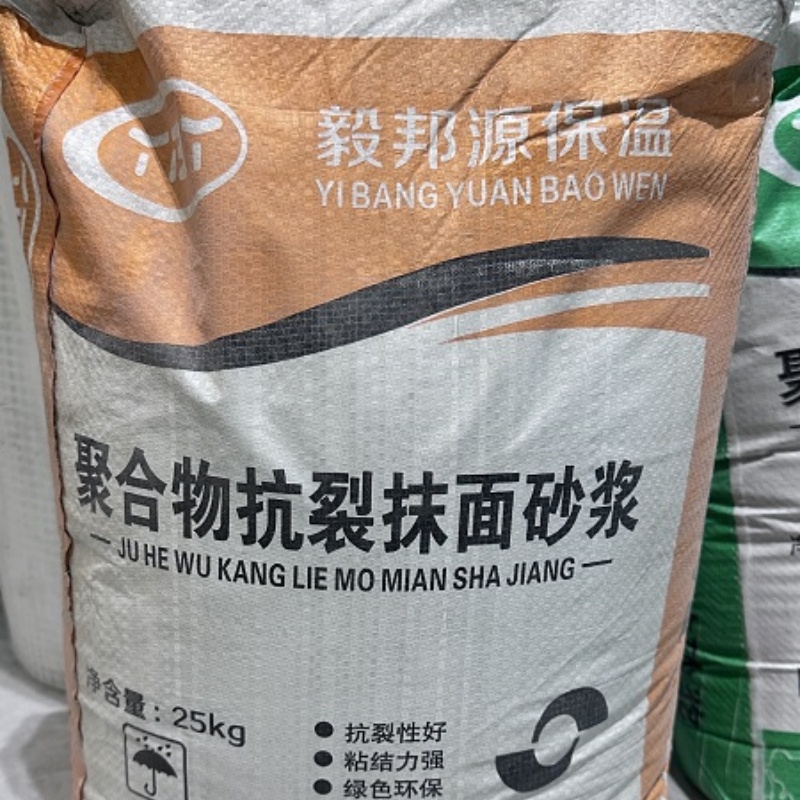 毅邦源保温
YI BANG YUAN BAO WEN
聚合物抗裂抹面砂浆
JU HE WU KANG LIE MO MIAN SHA JIANG
净含量：25kg
抗裂性好
粘结力强
绿色环保